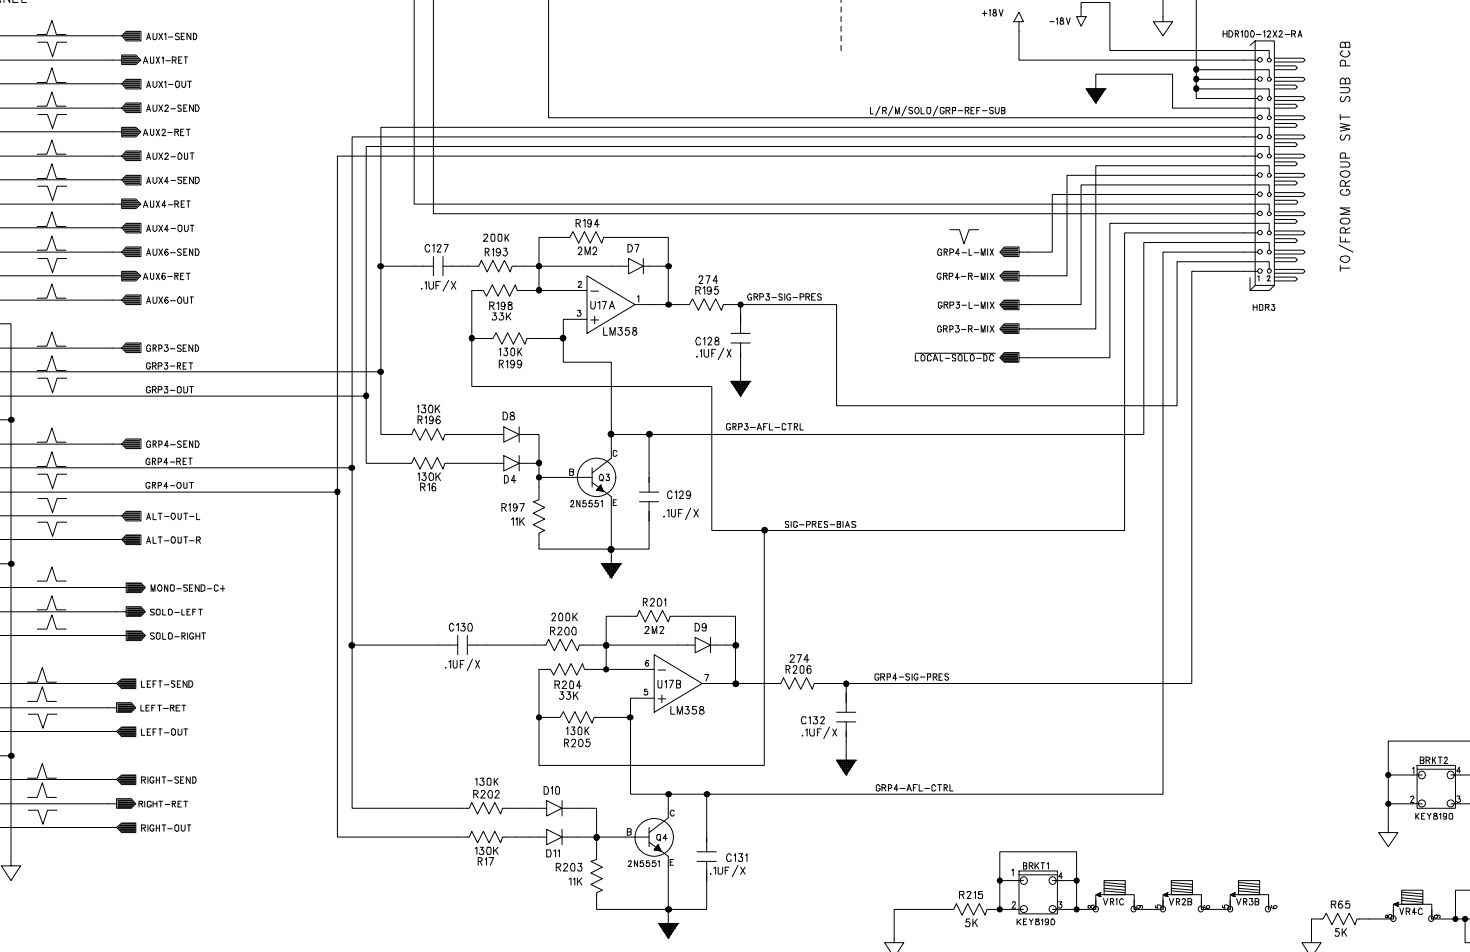 +18V
-18V
HDR100-12X2-RA
TO/FROM GROUP SWT SUB PCB
AUX1-SEND
AUX1-RET
AUX1-OUT
AUX2-SEND
AUX2-RET
AUX2-OUT
AUX4-SEND
AUX4-RET
AUX4-OUT
AUX6-SEND
AUX6-RET
AUX6-OUT
GRP3-SEND
GRP3-RET
GRP3-OUT
GRP4-SEND
GRP4-RET
GRP4-OUT
ALT-OUT-L
ALT-OUT-R
MONO-SEND-C+
SOLO-LEFT
SOLO-RIGHT
LEFT-SEND
LEFT-RET
LEFT-OUT
RIGHT-SEND
RIGHT-RET
RIGHT-OUT
L/R/M/SOLO/GRP-REF-SUB
GRP4-L-MIX
GRP4-R-MIX
GRP3-L-MIX
GRP3-R-MIX
LOCAL-SOLO-DC
1 2
HDR3
R194
2M2
D7
C127
.1UF/X
200K
R193
R198
33K
2
3
1
-
+
U17A
LM358
130K
R199
274
R195
GRP3-SIG-PRES
C128
.1UF/X
130K
R196
D8
GRP3-AFL-CTRL
130K
R16
D4
B
C
E
Q3
2N5551
R197
11K
C129
.1UF/X
SIG-PRES-BIAS
R201
2M2
D9
C130
.1UF/X
200K
R200
R204
33K
6
5
7
-
+
U17B
LM358
130K
R205
274
R206
GRP4-SIG-PRES
C132
.1UF/X
130K
R202
D10
GRP4-AFL-CTRL
130K
R17
D11
B
C
E
Q4
2N5551
R203
11K
C131
.1UF/X
BRKT2
1
4
2
3
KEY8190
BRKT1
1
4
2
3
KEY8190
R215
5K
VR1C
VR2B
VR3B
R65
5K
VR4C